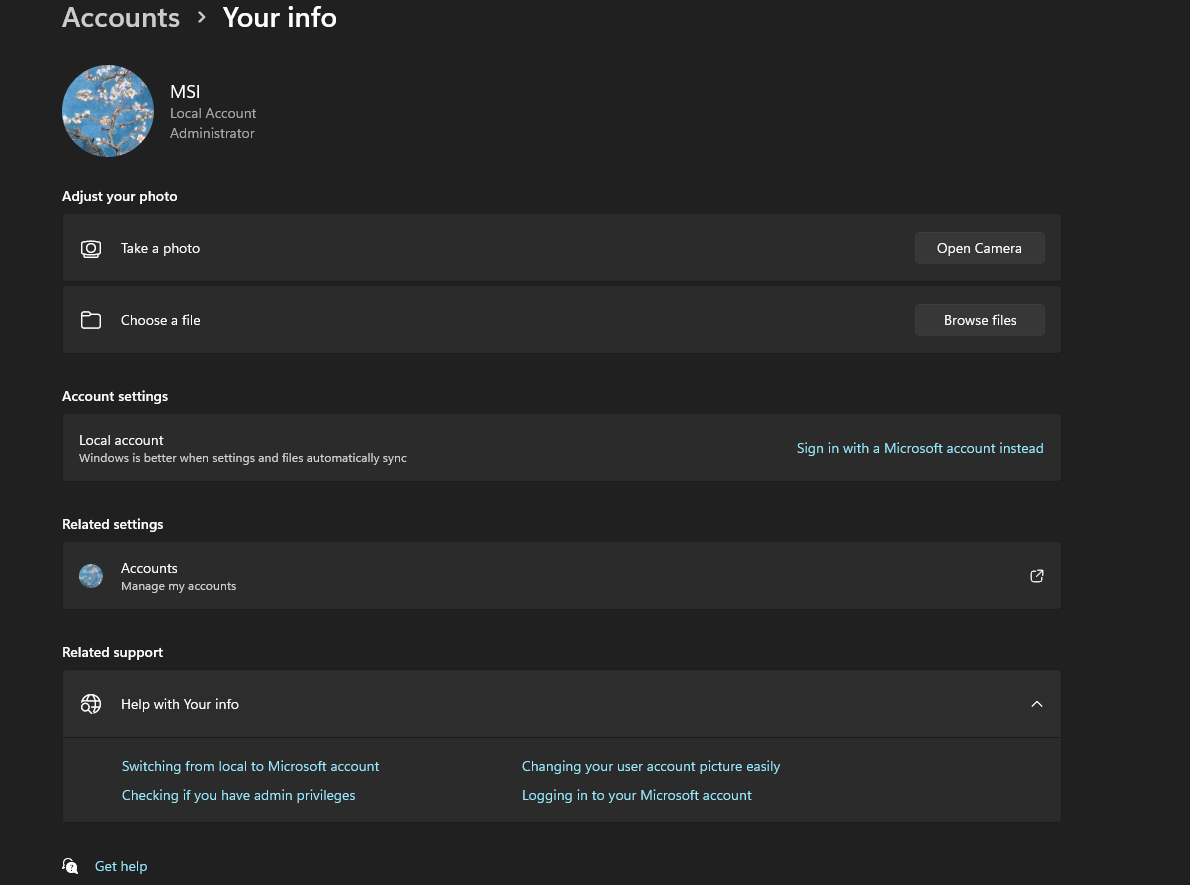 Accounts > Your info
MSI
Local Account
Administrator
Adjust your photo
Take a photo
Open Camera
Choose a file
Browse files
Account settings
Local account
Windows is better when settings and files automatically sync
Sign in with a Microsoft account instead
Related settings
Accounts
Manage my accounts
Related support
Help with Your info
Switching from local to Microsoft account
Changing your user account picture easily
Checking if you have admin privileges
Logging in to your Microsoft account
Get help